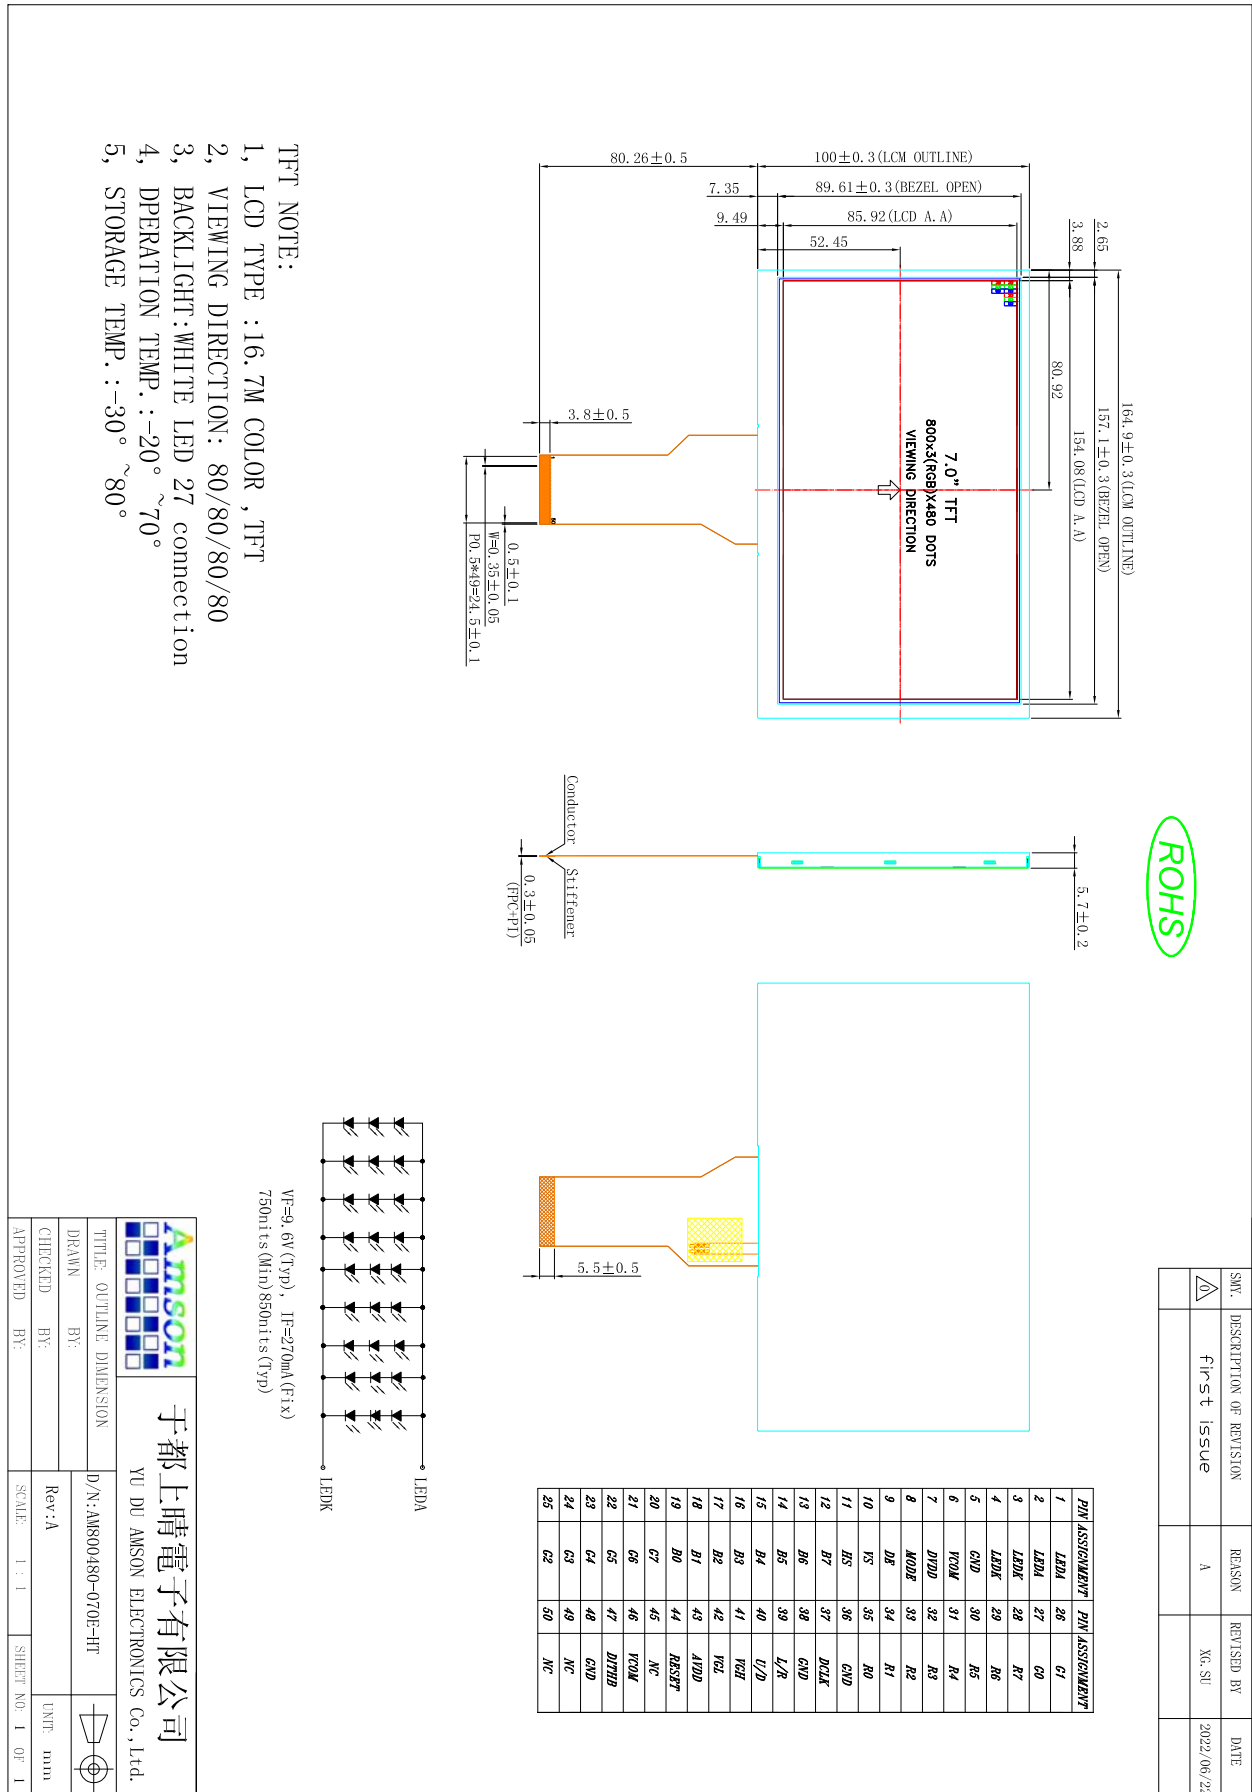 SMY. DESCRIPTION OF REVISION REASON REVISED BY DATE
0 first issue A XG.SU
ROHS
164.9±0.3(LCM OUTLINE)
2.65
157.1±0.3(BEZEL OPEN)
3.88
154.08(LCD A.A)
80.92
100±0.3(LCM OUTLINE)
80.26±0.5
89.61±0.3(BEZEL OPEN)
7.35
85.92(LCD A.A)
9.49
52.45
7.0" TFT
800x3(RGB)X480 DOTS
VIEWING DIRECTION
3.8±0.5
1
50
0.5±0.1
W=0.35±0.05
P0.5*49=24.5±0.1
5.7±0.2
Conductor
Stiffener
0.3±0.05
(FPC+PI)
5.5±0.5
PIN ASSIGNMENT PIN ASSIGNMENT
1 LEDA 26 G1
2 LEDA 27 G0
3 LEDK 28 R7
4 LEDK 29 R6
5 GND 30 R5
6 VCOM 31 R4
7 DVDD 32 R3
8 MODE 33 R2
9 DE 34 R1
10 VS 35 R0
11 HS 36 GND
12 B7 37 DCLK
13 B6 38 GND
14 B5 39 L/R
15 B4 40 U/D
16 B3 41 VGH
17 B2 42 VGL
18 B1 43 AVDD
19 B0 44 RESET
20 G7 45 NC
21 G6 46 VCOM
22 G5 47 DITHB
23 G4 48 GND
24 G3 49 NC
25 G2 50 NC
LEDA
LEDK
VF=9.6V(Typ), IF=270mA(Fix)
750nits(Min)850nits(Typ)
TFT NOTE:
1, LCD TYPE :16.7M COLOR ,TFT
2, VIEWING DIRECTION: 80/80/80/80
3, BACKLIGHT:WHITE LED 27 connection
4, DPERATION TEMP.:-20° ~70°
5, STORAGE TEMP.:-30° ~80°
Amson
于都上晴電子有限公司
YU DU AMSON ELECTRONICS Co.,Ltd.
TITLE: OUTLINE DIMENSION
D/N:AM800480-070E-HT
DRAWN BY:
CHECKED BY:
Rev:A
UNIT: mm
APPROVED BY:
SCALE: 1 : 1
SHEET NO: 1 OF 1